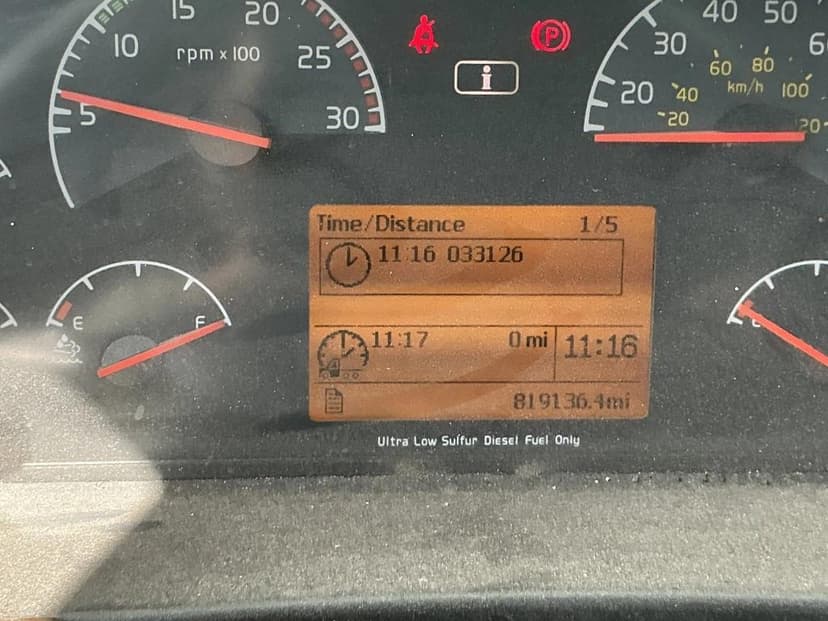 15 20
10 rpm x 100 25
5 30
P
i
40 50
30
20
60 80
40 km/h 100
20
Time/Distance 1/5
11:16 033126
11:17 0 mi 11:16
819136.4mi
E F
Ultra Low Sulfur Diesel Fuel Only